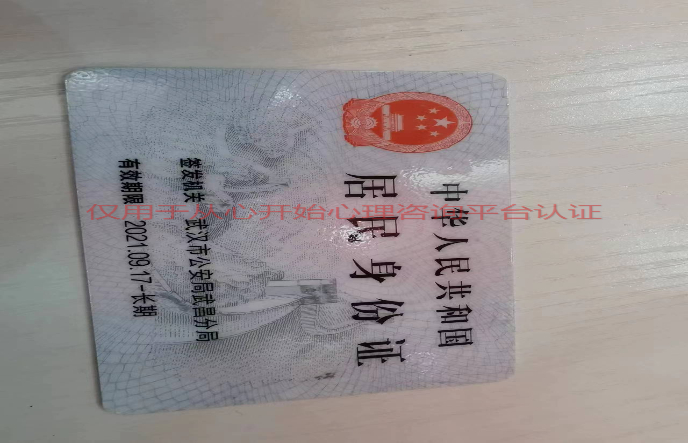 中华人民共和国
居民身份证
签发机关 武汉市公安局武昌分局
有效期限 2021.09.17-长期
仅用于从心开始心理咨询平台认证